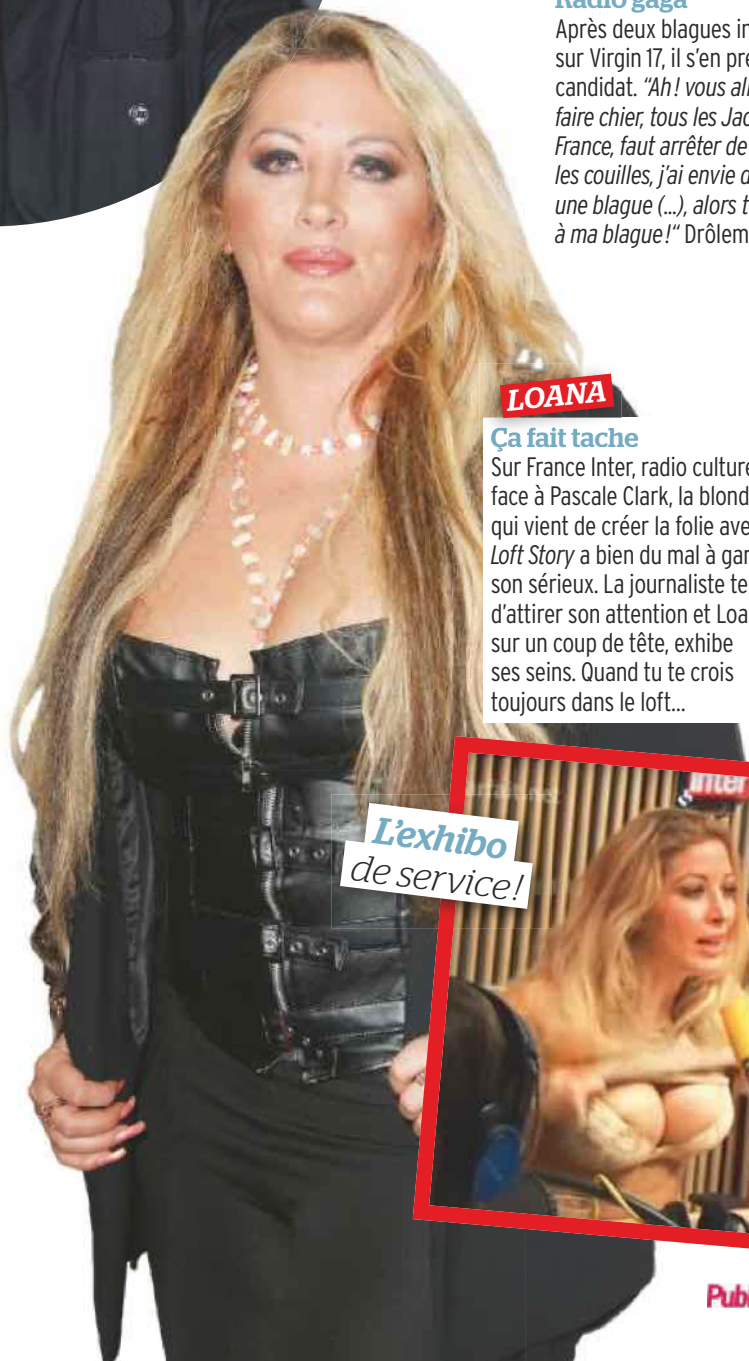 Radio gaga
Après deux blagues in
sur Virgin 17, il s'en pre
candidat. “Ah! vous all
faire chier, tous les Jac
France, faut arrêter de
les couilles, j'ai envie d
une blague (...), alors t
à ma blague!“ Drôlem
LOANA
Ça fait tache
Sur France Inter, radio culture
face à Pascale Clark, la blond
qui vient de créer la folie ave
Loft Story a bien du mal à gar
son sérieux. La journaliste te
d'attirer son attention et Loa
sur un coup de tête, exhibe
ses seins. Quand tu te crois
toujours dans le loft...
inter
L'exhibo
de service!
Publ